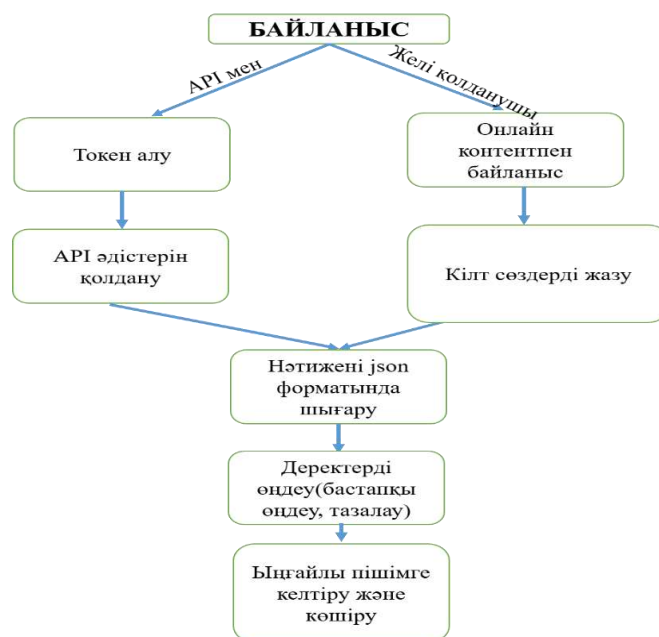 БАЙЛАНЫС
API мен
Желі колданушы
Токен алу
Онлайн
контентпен
байланыс
API әдістерін
қолдану
Кілт сөздерді жазу
Нәтижені json
форматында
шығару
Деректерді
өңдеу(бастапқы
өңдеу, тазалау)
Ыңғайлы пішімге
келтіру және
көшіру